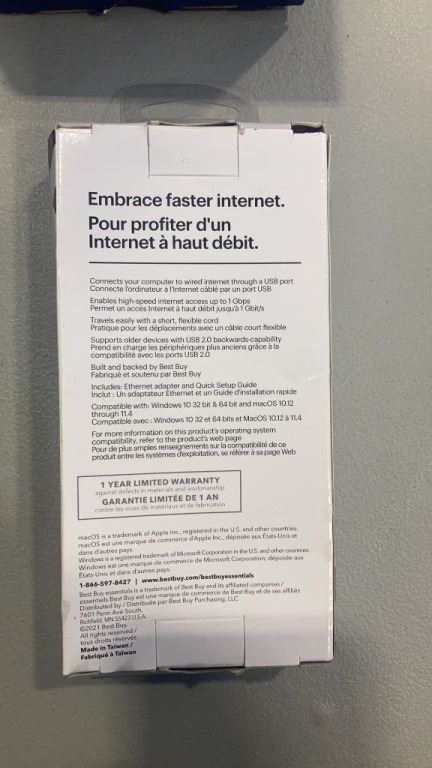 Embrace faster internet.
Pour profiter d'un
Internet à haut débit.
Connects your computer to wired internet through a USB port
Connecte l'ordinateur à l'Internet câblé par un port USB
Enables high-speed internet access up to 1 Gbps
Permet un accès Internet à haut débit jusqu'à 1 Gbit/s
Travels easily with a short, flexible cord
Pratique pour les déplacements avec un câble court flexible
Supports older devices with USB 2.0 backwards capability
Prend en charge les périphériques plus anciens grâce à la
compatibilité avec les ports USB 2.0
Built and backed by Best Buy
Fabriqué et soutenu par Best Buy
Includes: Ethernet adapter and Quick Setup Guide
Inclut : Un adaptateur Ethernet et un Guide d'installation rapide
Compatible with: Windows 10 32 bit & 64 bit and macOS 10.12
through 11.4
Compatible avec : Windows 10 32 et 64 bits et MacOS 10.12 à 11,4
For more information on this product's operating system
compatibility, refer to the product's web page
Pour de plus amples renseignements sur la compatibilité de ce
produit entre les systèmes d'exploitation, se référer à sa page Web
1 YEAR LIMITED WARRANTY
against defects in materials and workmanship
GARANTIE LIMITÉE DE 1 AN
contre les vices de matériaux et de fabrication
macOS is a trademark of Apple Inc., registered in the U.S. and other countries.
macOS est une marque de commerce d'Apple Inc., déposée aux États-Unis et
dans d'autres pays.
Windows is a registered trademark of Microsoft Corporation in the U.S. and other countries.
Windows est une marque de commerce de Microsoft Corporation, déposée aux
États-Unis et dans d'autres pays.
1-866-597-8427 | www.bestbuy.com/bestbuyessentials
Best Buy essentials is a trademark of Best Buy and its affiliated companies /
essentiels Best Buy est une marque de commerce de Best Buy et de ses affiliés
Distributed by / Distribuée par Best Buy Purchasing, LLC
7601 Penn Ave South,
Richfield, MN 55423 U.S.A.
©2021 Best Buy
All rights reserved /
tous droits réservés
Made in Taiwan /
Fabriqué à Taïwan